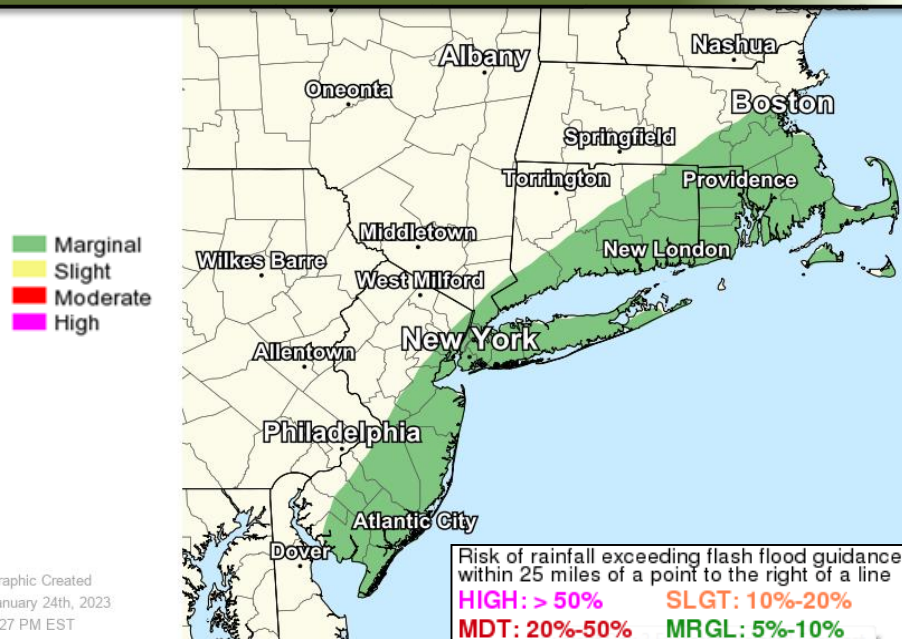 Albany
Nashua
Oneonta
Boston
Springfield
Torrington
Providence
Middletown
New London
Wilkes Barre
West Milford
New York
Allentown
Philadelphia
Atlantic City
Dover
Marginal
Slight
Moderate
High
raphic Created
nuary 24th, 2023
27 PM EST
Risk of rainfall exceeding flash flood guidance
within 25 miles of a point to the right of a line
HIGH: > 50% SLGT: 10%-20%
MDT: 20%-50% MRGL: 5%-10%